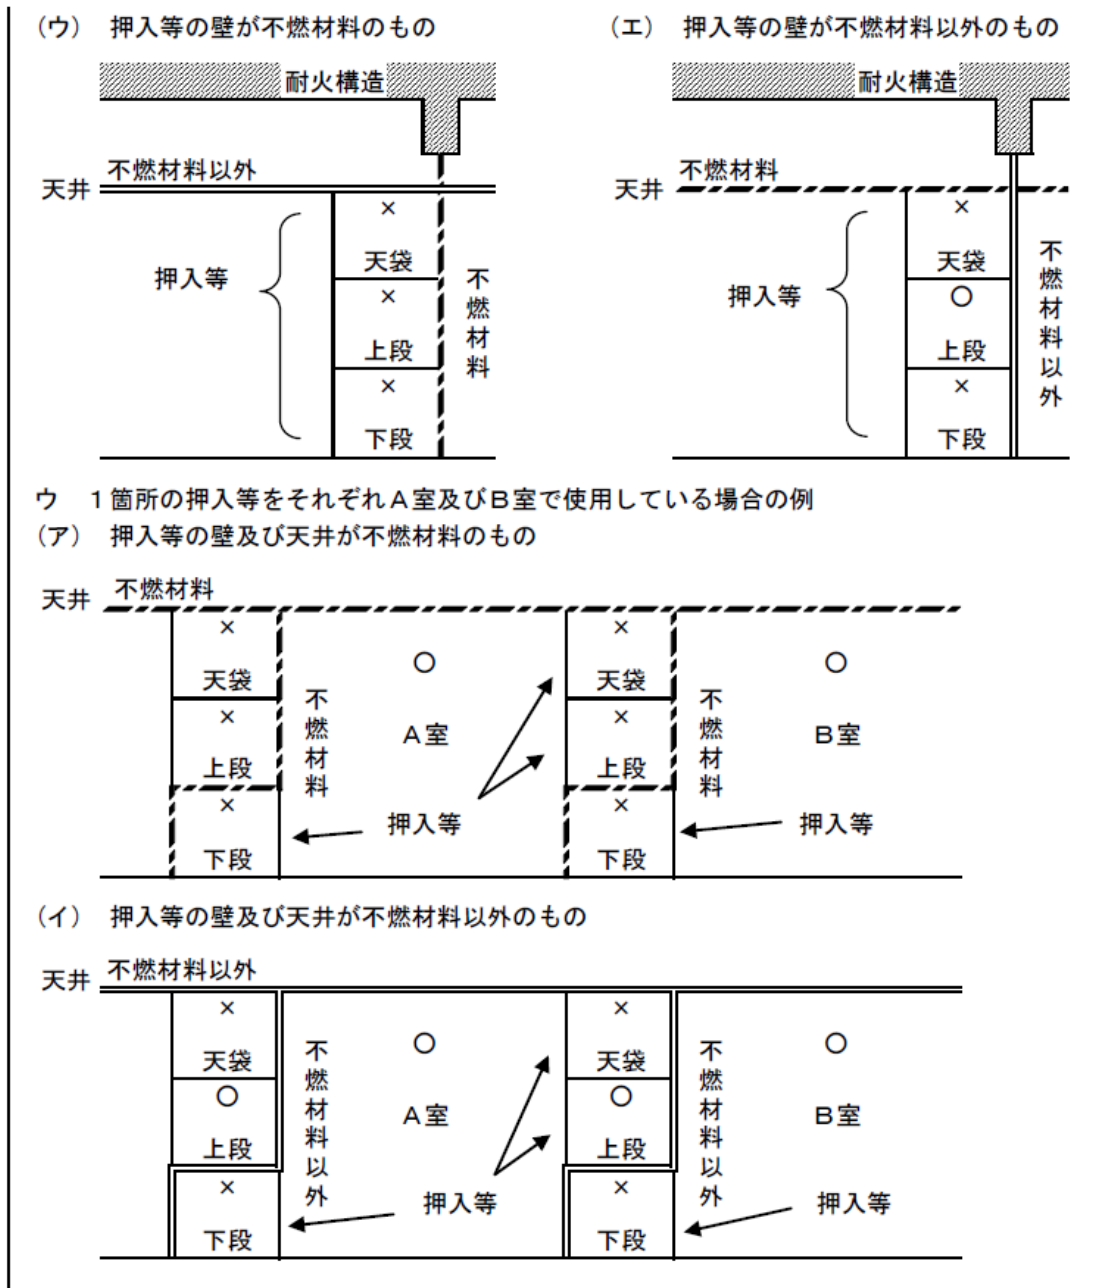 （ウ） 押入等の壁が不燃材料のもの
耐火構造
不燃材料以外
天井
×
天袋
押入等
×
上段
×
下段
不燃材料
（エ） 押入等の壁が不燃材料以外のもの
耐火構造
不燃材料
天井
×
天袋
押入等
○
上段
×
下段
不燃材料以外
ウ １箇所の押入等をそれぞれＡ室及びＢ室で使用している場合の例
（ア） 押入等の壁及び天井が不燃材料のもの
天井
不燃材料
×
天袋
×
上段
×
下段
不燃材料
○
Ａ室
押入等
×
天袋
×
上段
×
下段
不燃材料
○
Ｂ室
押入等
（イ） 押入等の壁及び天井が不燃材料以外のもの
天井
不燃材料以外
×
天袋
○
上段
×
下段
不燃材料以外
○
Ａ室
押入等
×
天袋
○
上段
×
下段
不燃材料以外
○
Ｂ室
押入等